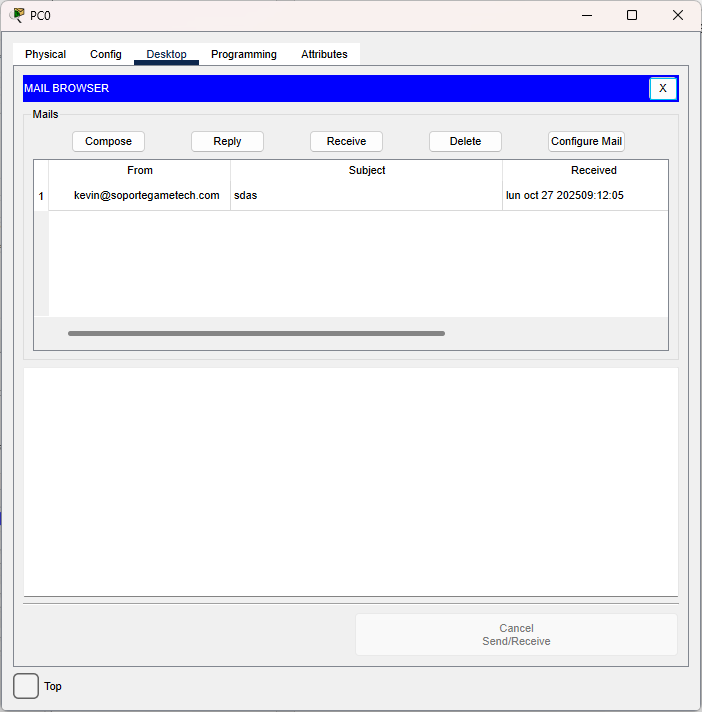 PC0
Physical Config Desktop Programming Attributes
MAIL BROWSER X
Mails
Compose Reply Receive Delete Configure Mail
From Subject Received
1 kevin@soportegametech.com sdas lun oct 27 202509:12:05
Cancel
Send/Receive
Top